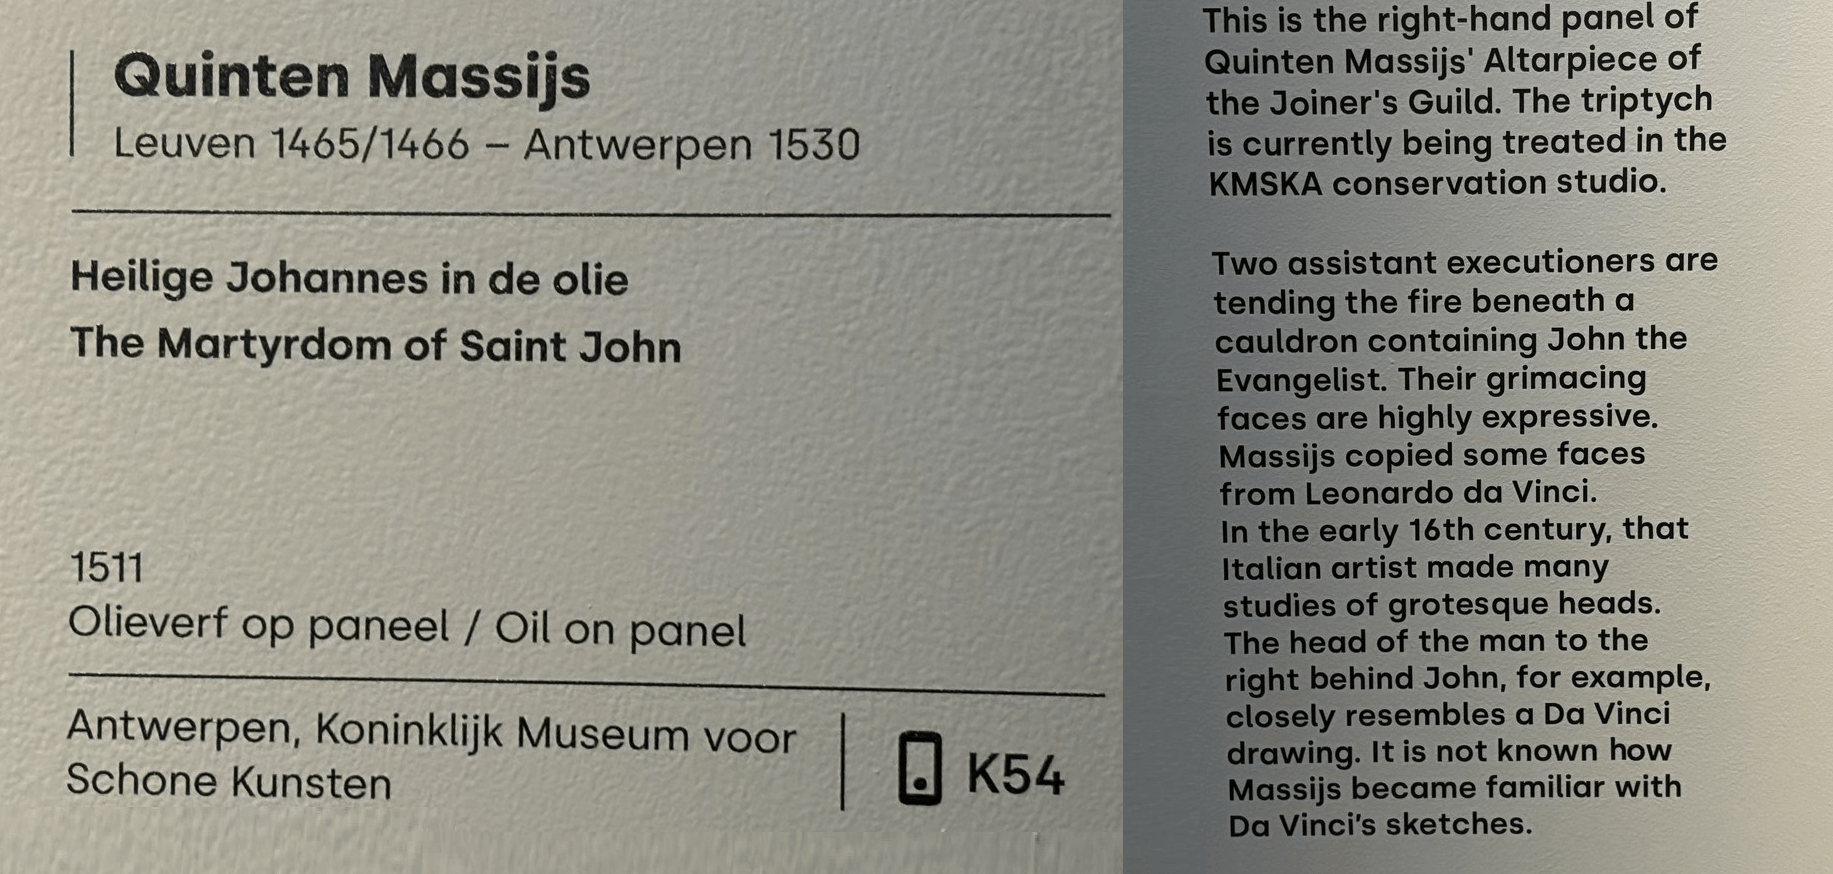 Quinten Massijs
Leuven 1465/1466 – Antwerpen 1530
Heilige Johannes in de olie
The Martyrdom of Saint John
1511
Olieverf op paneel / Oil on panel
Antwerpen, Koninklijk Museum voor
Schone Kunsten
K54
This is the right-hand panel of
Quinten Massijs' Altarpiece of
the Joiner's Guild. The triptych
is currently being treated in the
KMSKA conservation studio.
Two assistant executioners are
tending the fire beneath a
cauldron containing John the
Evangelist. Their grimacing
faces are highly expressive.
Massijs copied some faces
from Leonardo da Vinci.
In the early 16th century, that
Italian artist made many
studies of grotesque heads.
The head of the man to the
right behind John, for example,
closely resembles a Da Vinci
drawing. It is not known how
Massijs became familiar with
Da Vinci's sketches.